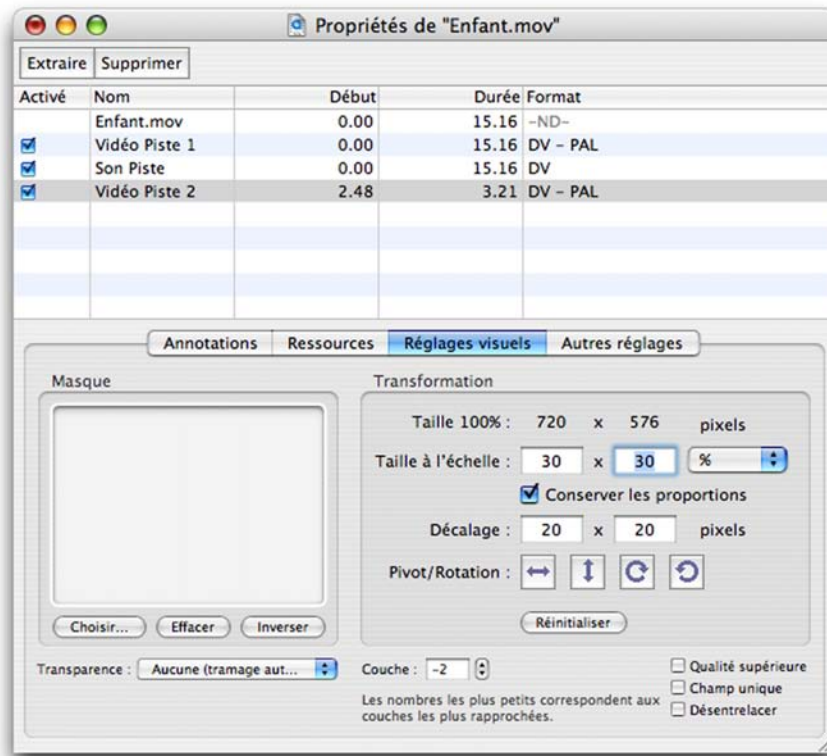 Propriétés de "Enfant.mov"
Extraire Supprimer
Activé Nom Début Durée Format
Enfant.mov 0.00 15.16 -ND-
Vidéo Piste 1 0.00 15.16 DV - PAL
Son Piste 0.00 15.16 DV
Vidéo Piste 2 2.48 3.21 DV - PAL
Annotations Ressources Réglages visuels Autres réglages
Masque
Choisir... Effacer Inverser
Transparence : Aucune (tramage aut...
Transformation
Taille 100% : 720 x 576 pixels
Taille à l'échelle : 30 x 30 %
Conserver les proportions
Décalage : 20 x 20 pixels
Pivot/Rotation :
Réinitialiser
Couche : -2
Les nombres les plus petits correspondent aux
couches les plus rapprochées.
Qualité supérieure
Champ unique
Désentrelacer